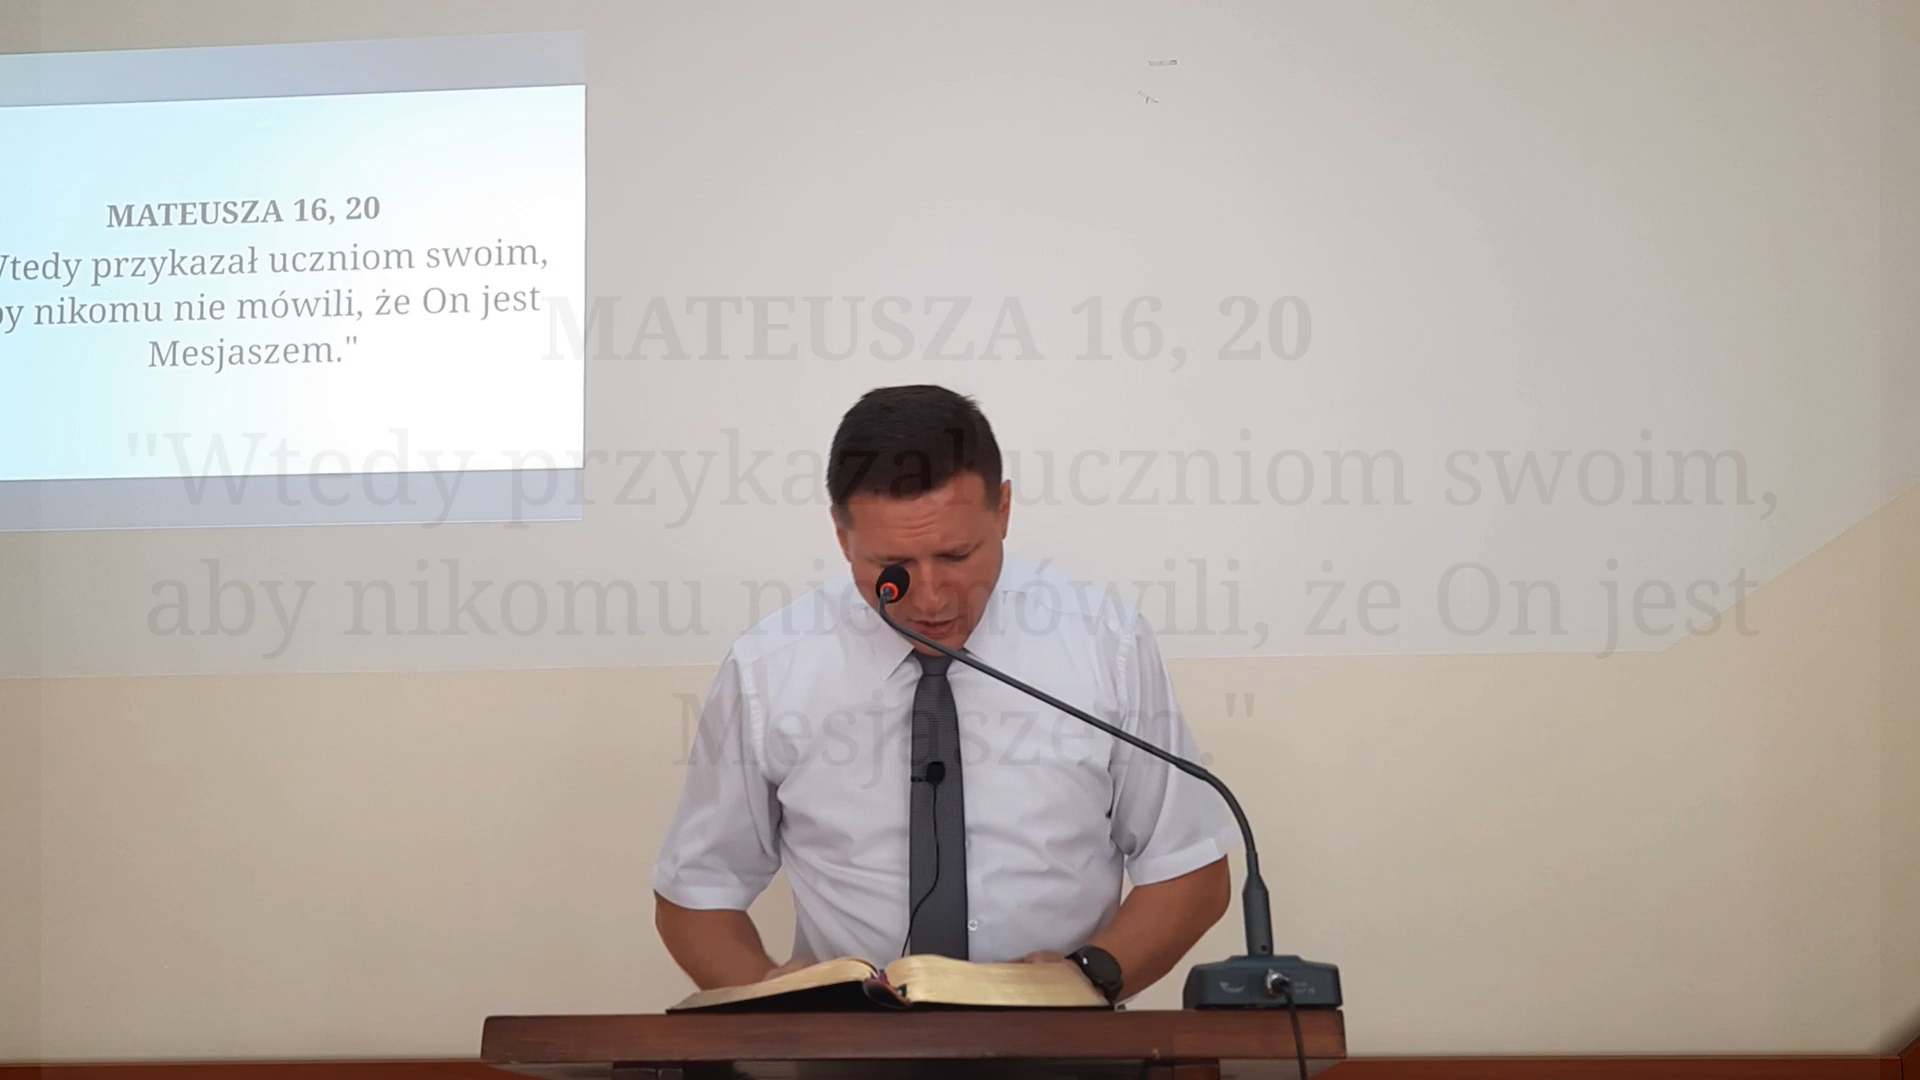 MATEUSZA 16, 20
Wtedy przykazał uczniom swoim,
by nikomu nie mówili, że On jest
Mesjaszem."
MATEUSZA 16, 20
"Wtedy przykazał uczniom swoim,
aby nikomu nie mówili, że On jest
Mesjaszem."